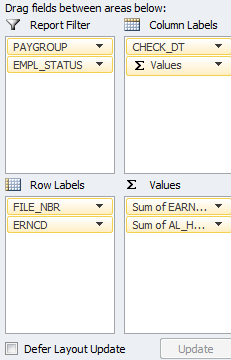 Drag fields between areas below:
Report Filter
Column Labels
PAYGROUP
EMPL_STATUS
CHECK_DT
Σ Values
Row Labels
Σ Values
FILE_NBR
ERNCD
Sum of EARN...
Sum of AL_H...
Defer Layout Update
Update